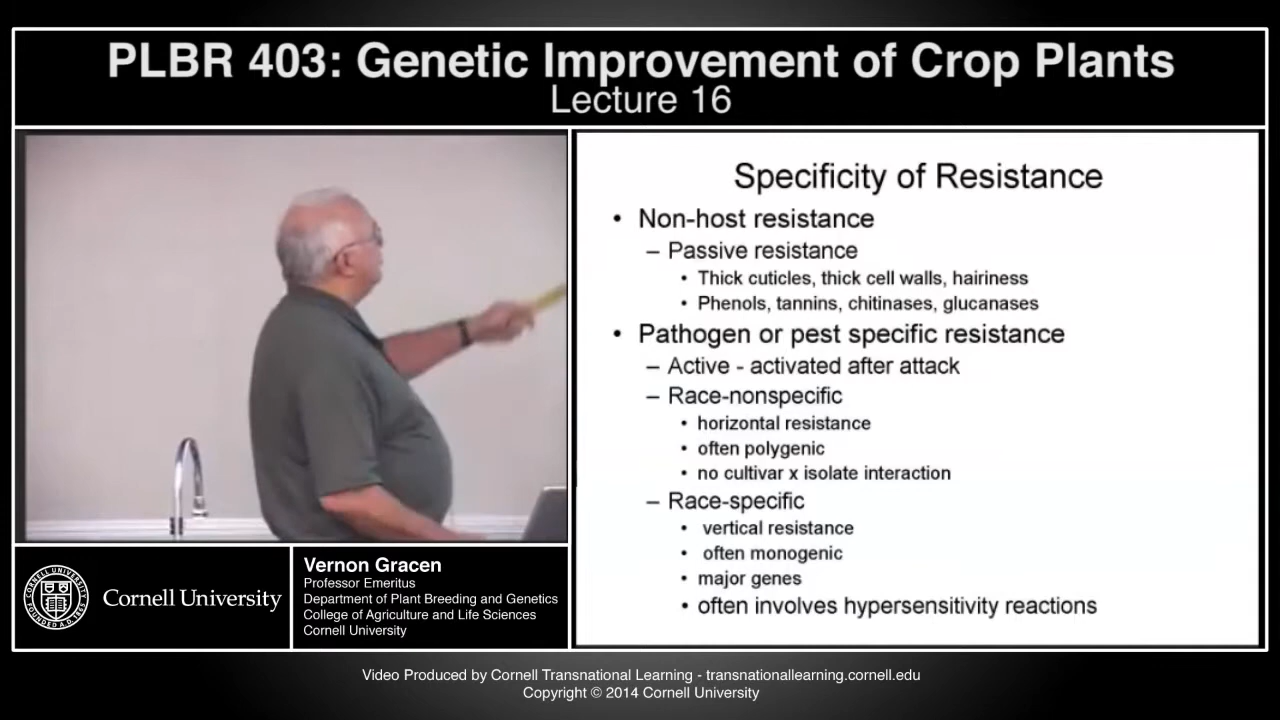 PLBR 403: Genetic Improvement of Crop Plants
Lecture 16
Specificity of Resistance
• Non-host resistance
– Passive resistance
• Thick cuticles, thick cell walls, hairiness
• Phenols, tannins, chitinases, glucanases
• Pathogen or pest specific resistance
– Active - activated after attack
– Race-nonspecific
• horizontal resistance
• often polygenic
• no cultivar x isolate interaction
– Race-specific
• vertical resistance
• often monogenic
• major genes
• often involves hypersensitivity reactions
Cornell University
Vernon Gracen
Professor Emeritus
Department of Plant Breeding and Genetics
College of Agriculture and Life Sciences
Cornell University
Video Produced by Cornell Transnational Learning - transnationallearning.cornell.edu
Copyright © 2014 Cornell University